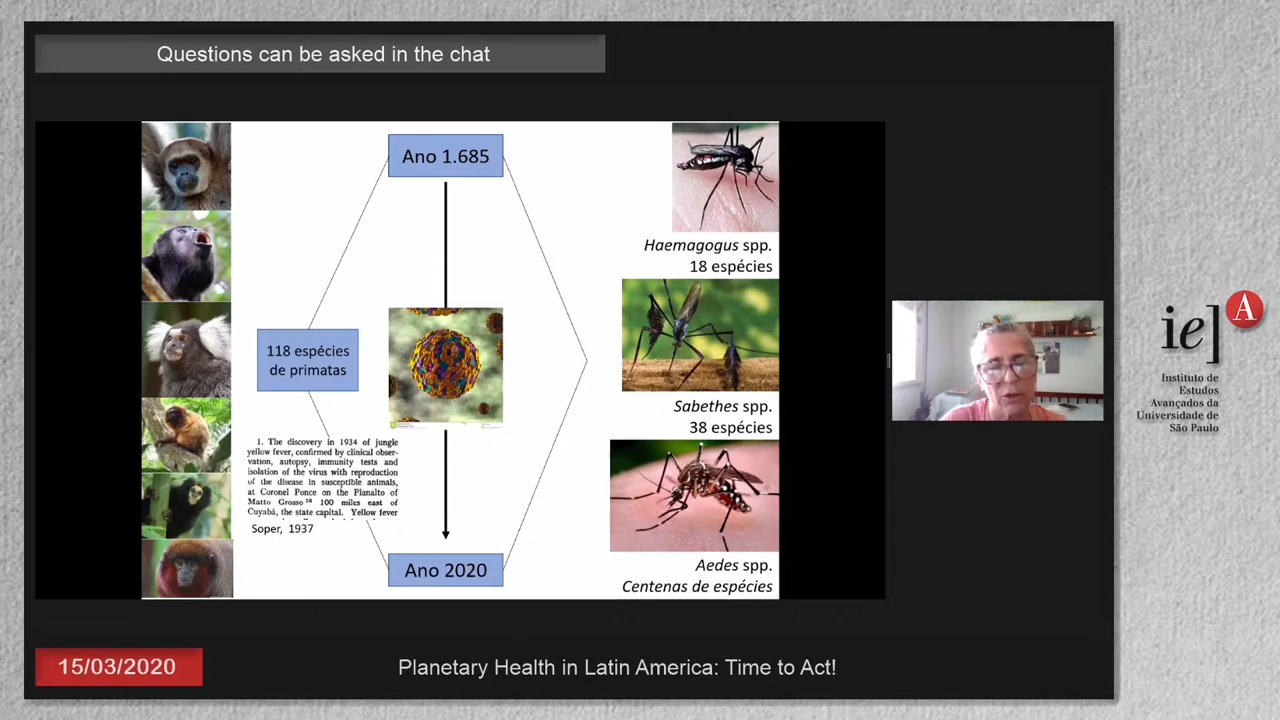 Questions can be asked in the chat
Ano 1.685
Haemagogus spp.
18 espécies
118 espécies
de primatas
Sabethes spp.
38 espécies
1. The discovery in 1934 of jungle
yellow fever, confirmed by clinical obser-
vation, autopsy, immunity tests and
isolation of the virus with reproduction
of the disease in susceptible animals,
at Coronel Ponce on the Planalto of
Matto Grosso 16 100 miles east of
Cuyabá, the state capital. Yellow fever
Soper, 1937
Ano 2020
Aedes spp.
Centenas de espécies
ie] A
Instituto de
Estudos
Avançados da
Universidade de
São Paulo
15/03/2020
Planetary Health in Latin America: Time to Act!